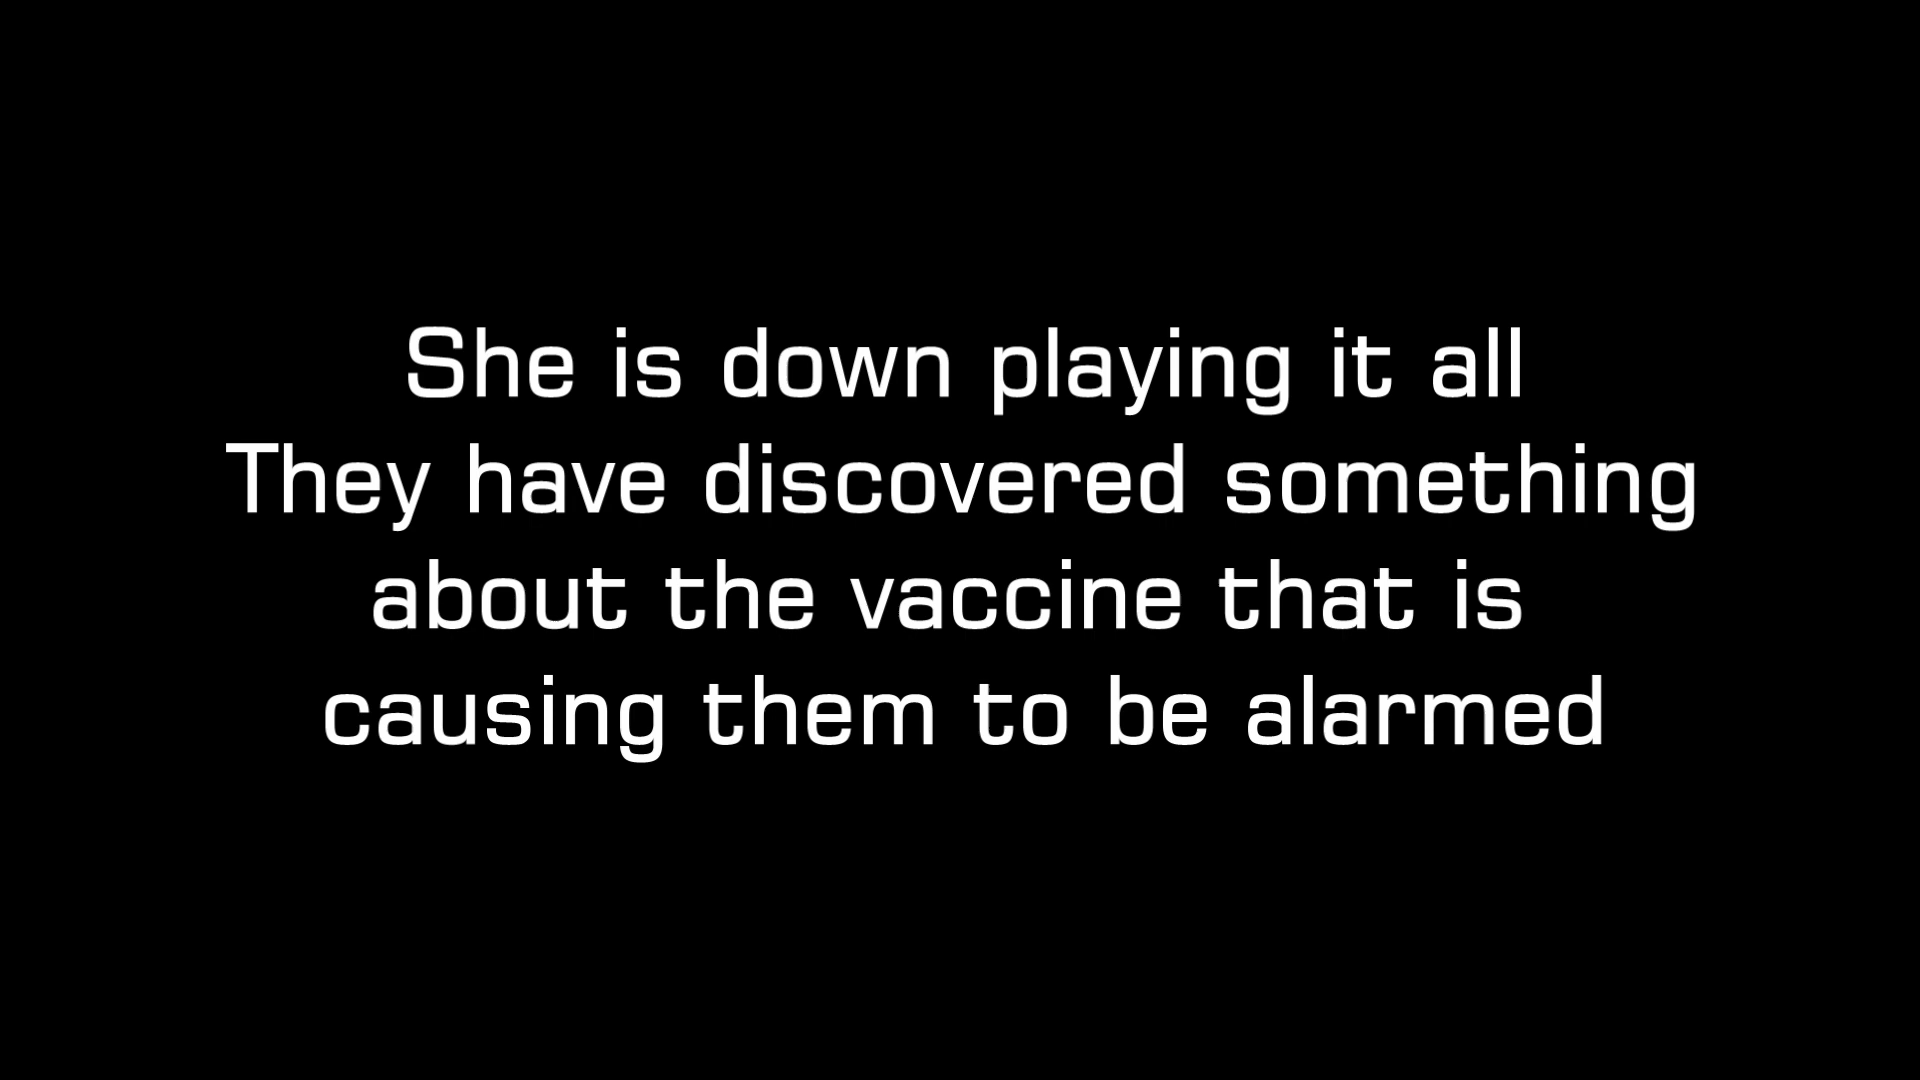 She is down playing it all
They have discovered something
about the vaccine that is
causing them to be alarmed